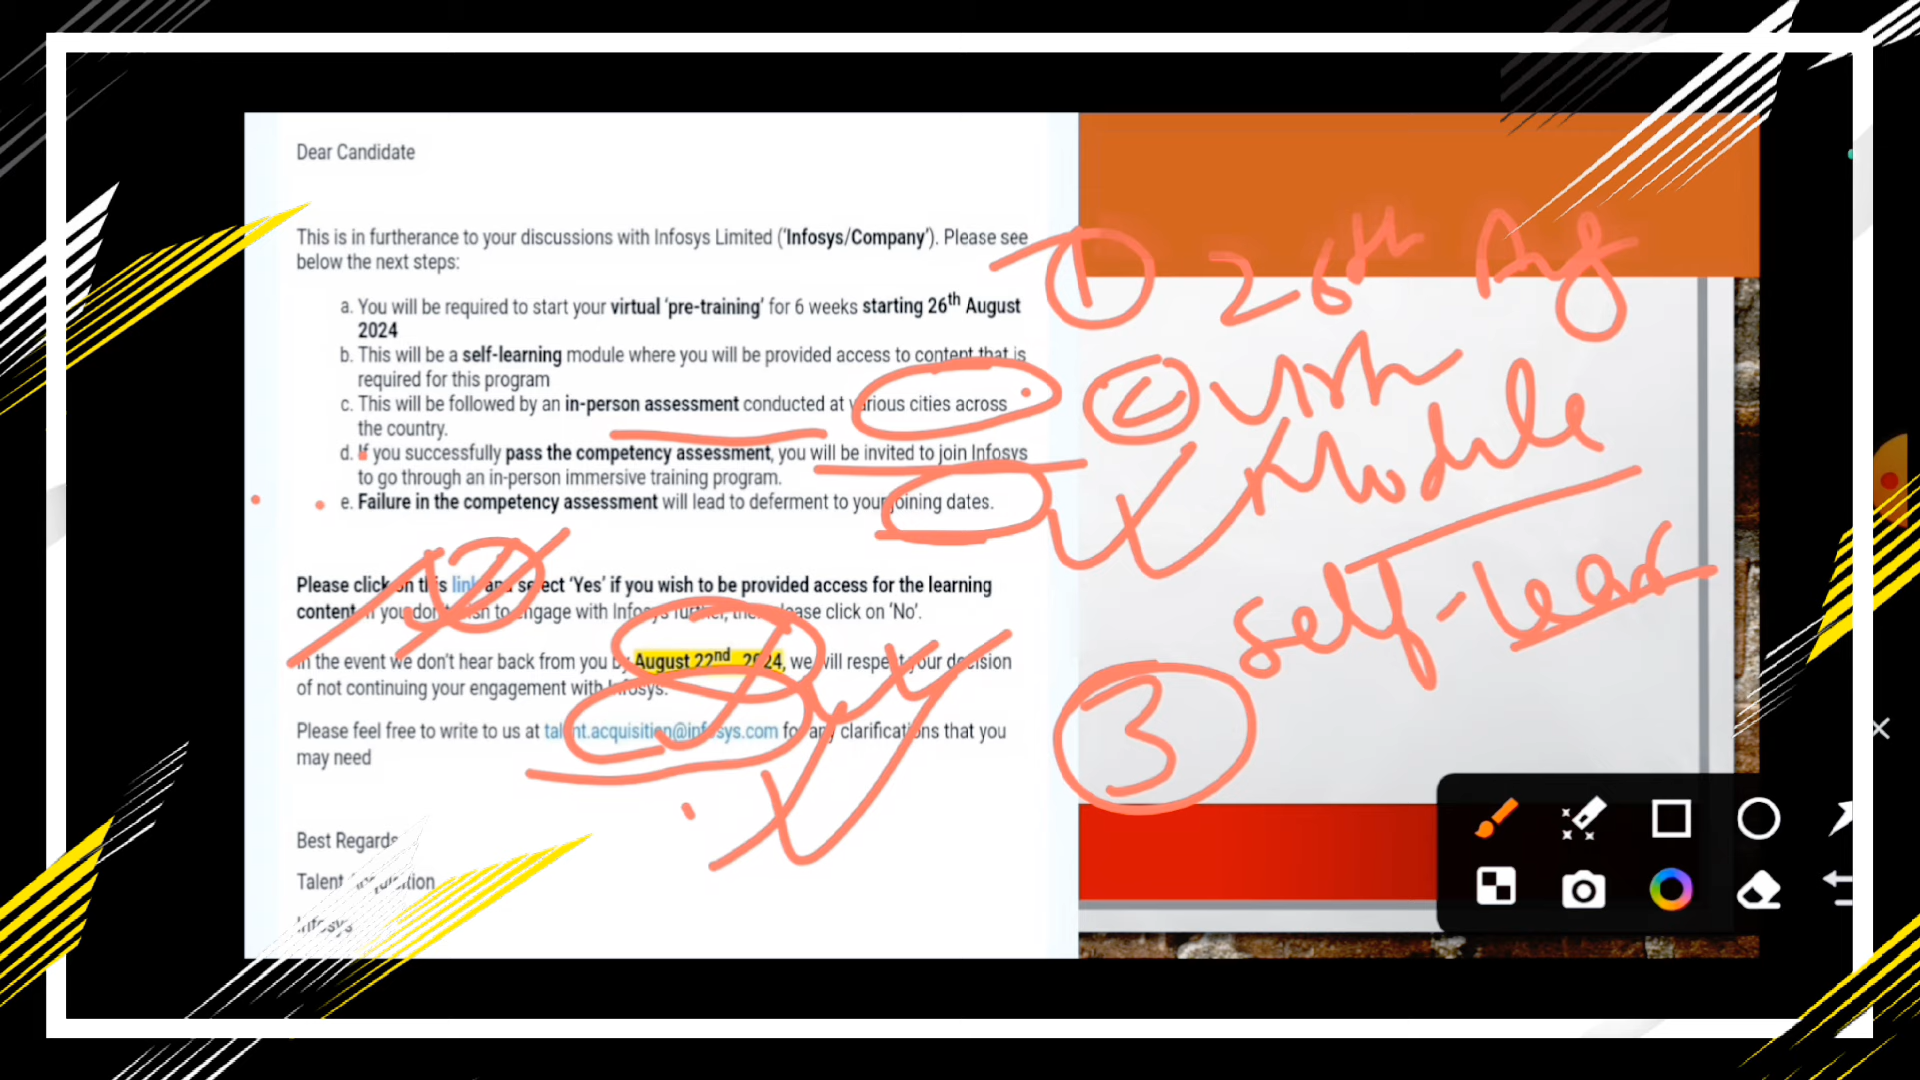 Dear Candidate
This is in furtherance to your discussions with Infosys Limited ('Infosys/Company'). Please see
below the next steps:
a. You will be required to start your virtual 'pre-training' for 6 weeks starting 26th August
2024
b. This will be a self-learning module where you will be provided access to content that is
required for this program
c. This will be followed by an in-person assessment conducted at various cities across
the country.
d. If you successfully pass the competency assessment, you will be invited to join Infosys
to go through an in-person immersive training program.
e. Failure in the competency assessment will lead to deferment to your joining dates.
Please click on this link and select 'Yes' if you wish to be provided access for the learning
content. If you don't wish to engage with Infosys further, then please click on 'No'.
In the event we don't hear back from you by August 22nd 2024, we will respect your decision
of not continuing your engagement with Infosys.
Please feel free to write to us at talent.acquisition@infosys.com for any clarifications that you
may need
Best Regards
Talent Acquisition
Infosys
1 26th Aug
Module
Self-lear
3